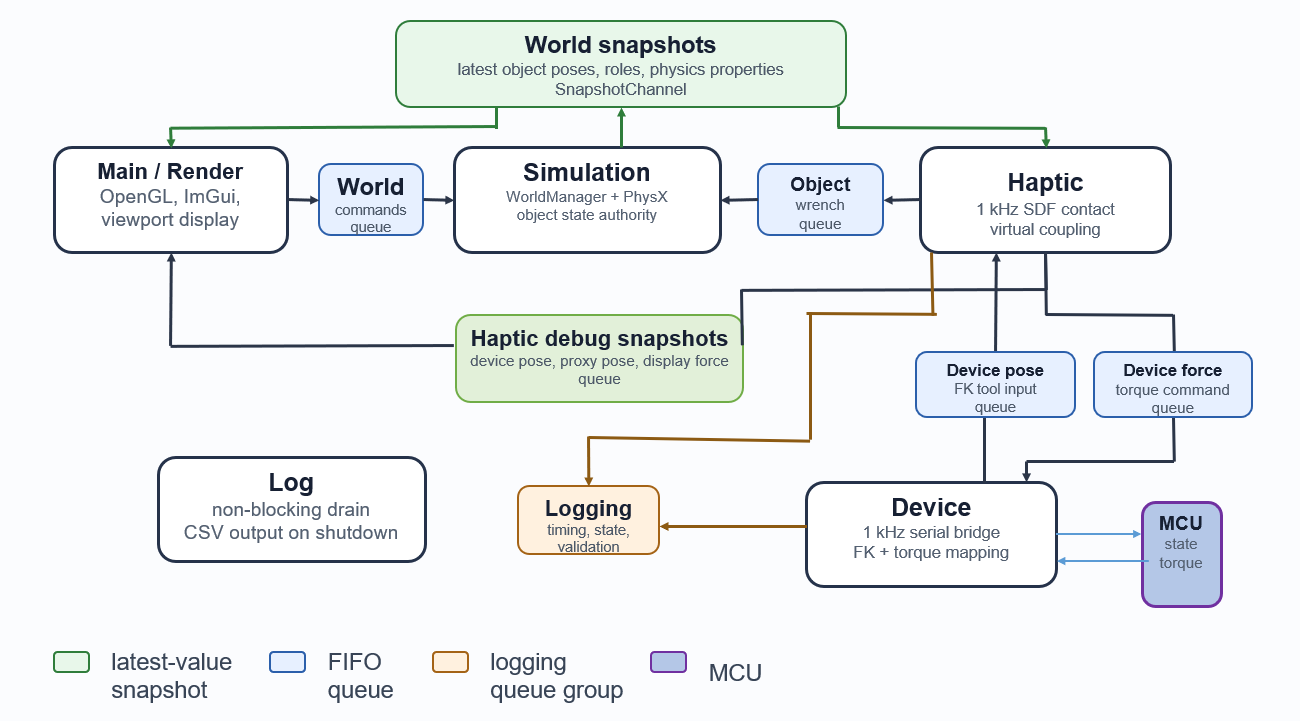 World snapshots
latest object poses, roles, physics properties
SnapshotChannel
Main / Render
OpenGL, ImGui,
viewport display
World
commands
queue
Simulation
WorldManager + PhysX
object state authority
Object
wrench
queue
Haptic
1 kHz SDF contact
virtual coupling
Haptic debug snapshots
device pose, proxy pose, display force
queue
Device pose
FK tool input
queue
Device force
torque command
queue
Log
non-blocking drain
CSV output on shutdown
Logging
timing, state,
validation
Device
1 kHz serial bridge
FK + torque mapping
MCU
state
torque
latest-value
snapshot
FIFO
queue
logging
queue group
MCU